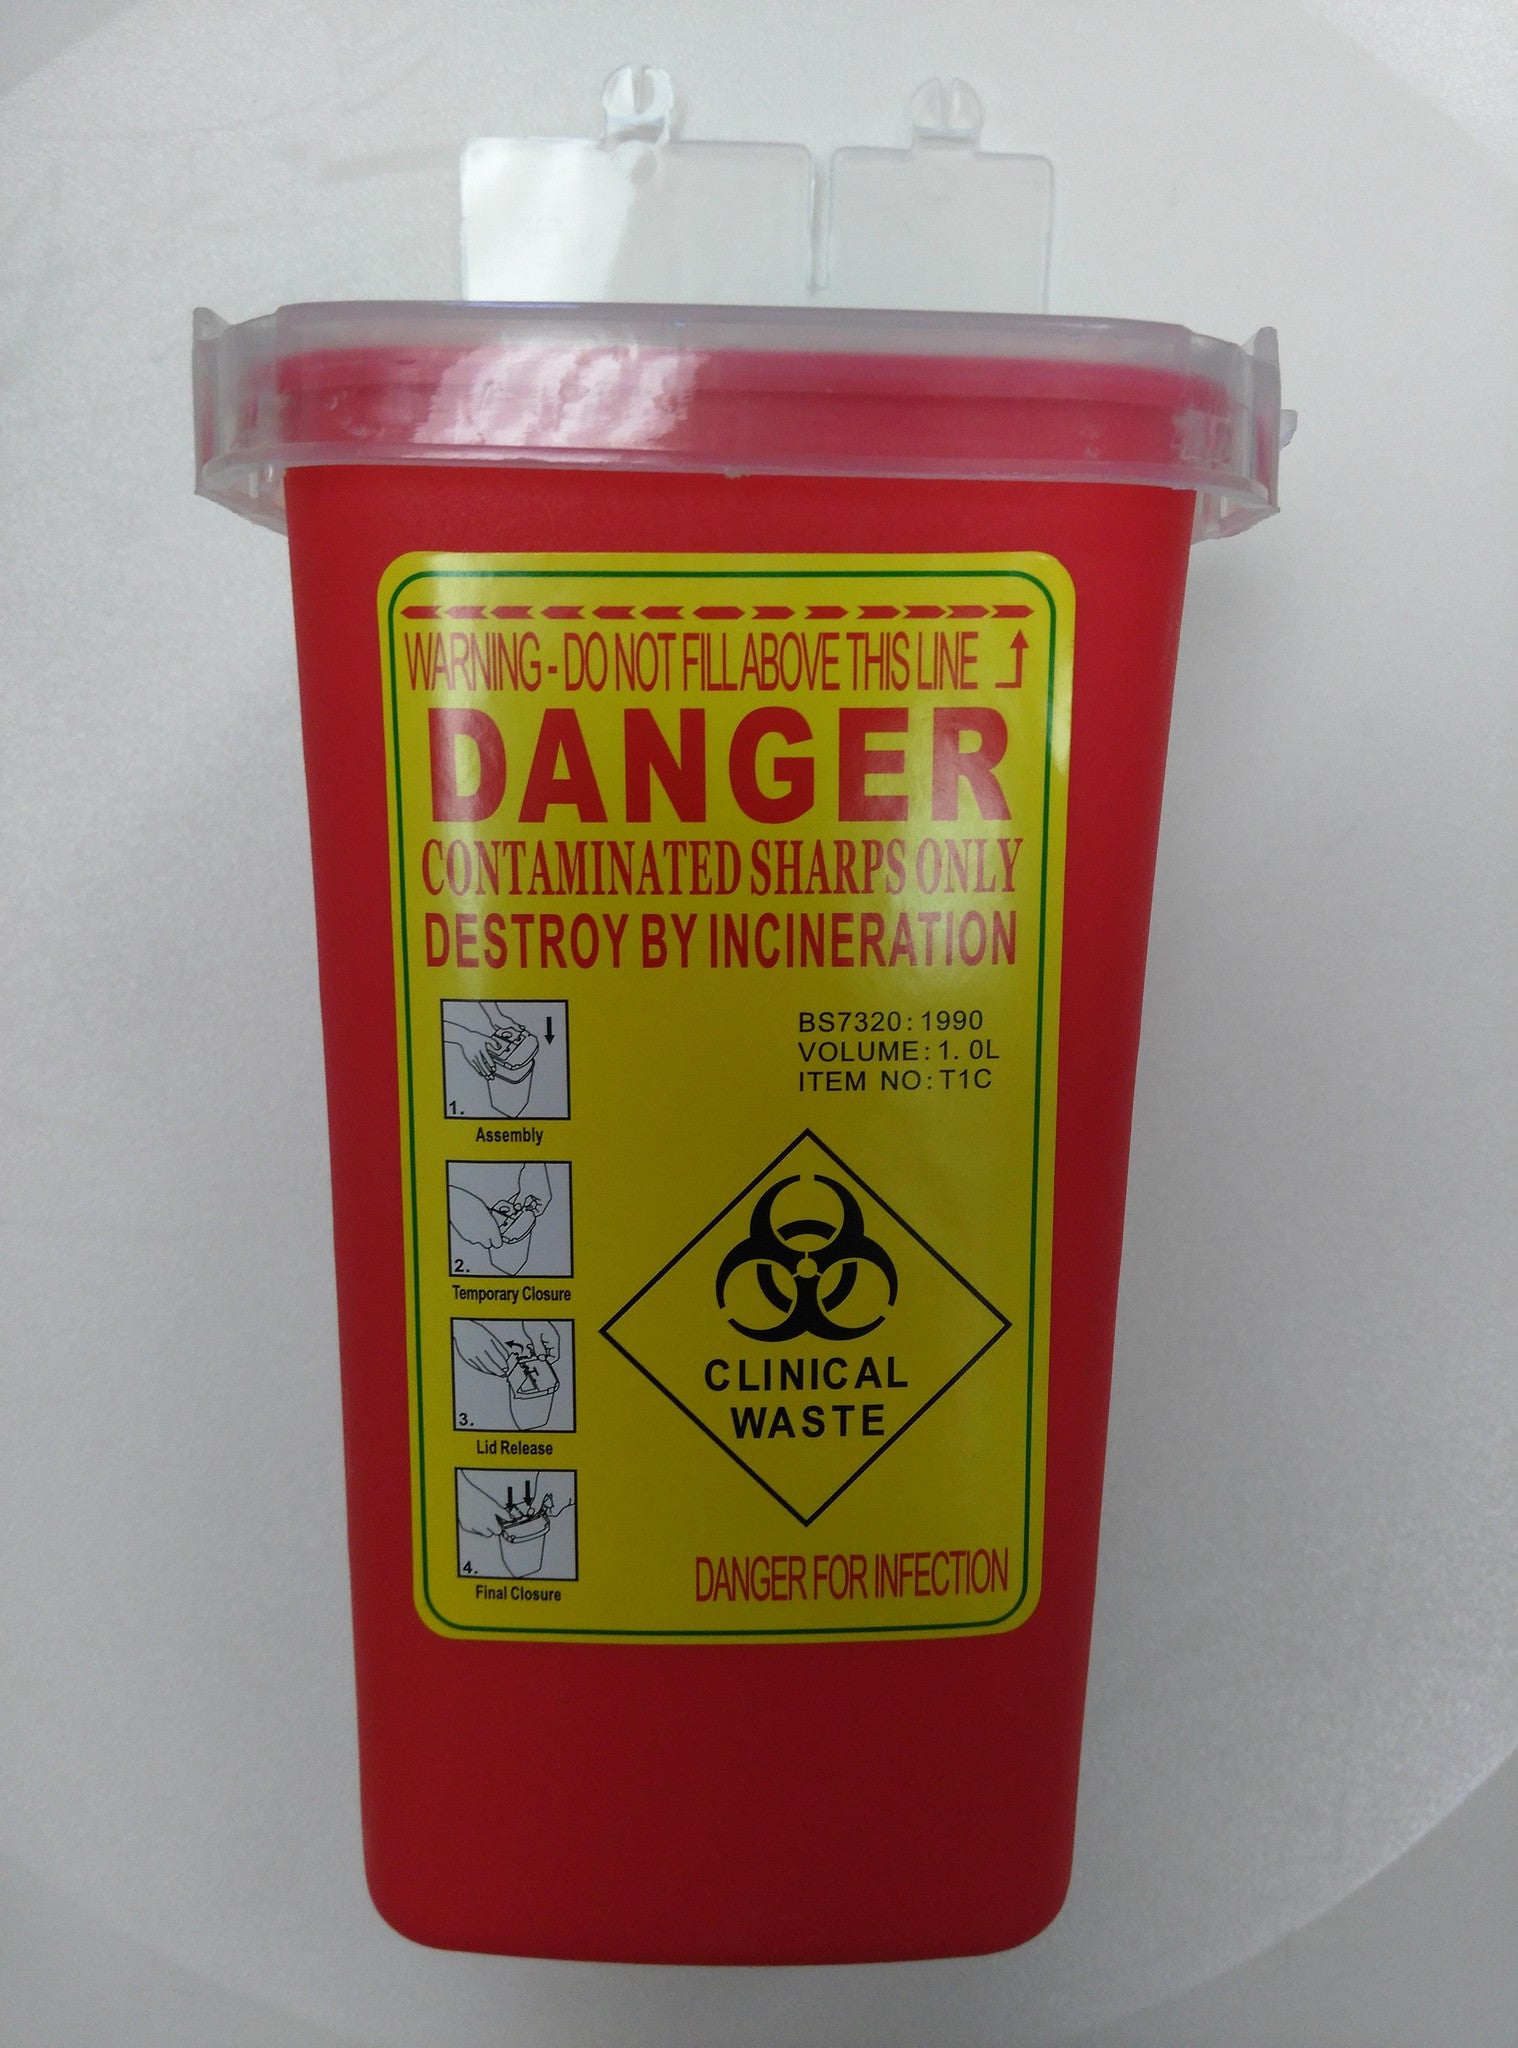 WARNING - DO NOT FILL ABOVE THIS LINE
DANGER
CONTAMINATED SHARPS ONLY
DESTROY BY INCINERATION
BS7320:1990
VOLUME:1. 0L
ITEM NO:T1C
1.
Assembly
2.
Temporary Closure
3.
Lid Release
4.
Final Closure
CLINICAL
WASTE
DANGER FOR INFECTION